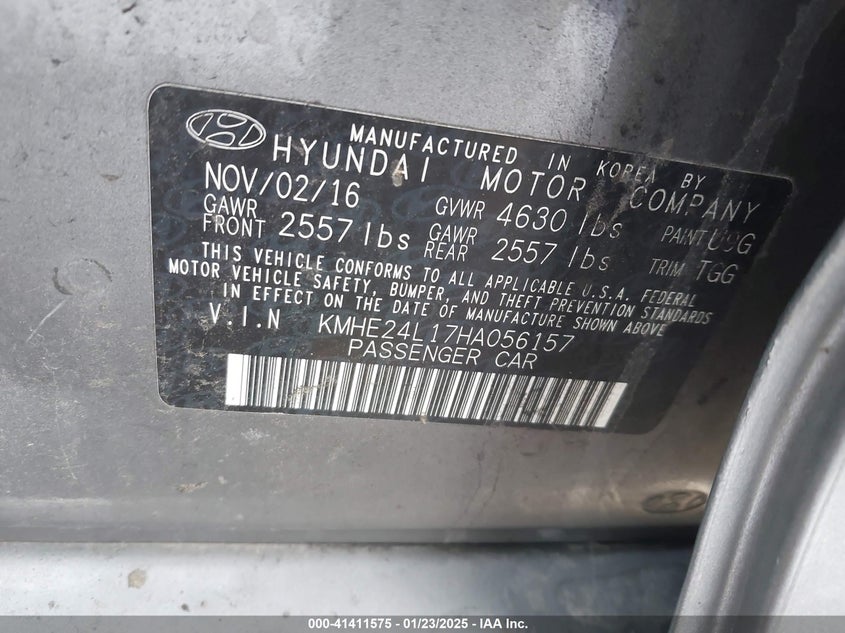 MANUFACTURED IN KOREA BY
HYUNDAI MOTOR COMPANY
NOV/02/16 GVWR 4630 lbs PAINT
GAWR FRONT 2557 lbs GAWR REAR 2557 lbs TRIM TGG
THIS VEHICLE CONFORMS TO ALL APPLICABLE U.S.A. FEDERAL
MOTOR VEHICLE SAFETY, BUMPER, AND THEFT PREVENTION STANDARDS
IN EFFECT ON THE DATE OF MANUFACTURE SHOWN ABOVE
V.I.N KMHE24L17HA056157
PASSENGER CAR
000-41411575 - 01/23/2025 - IAA Inc.